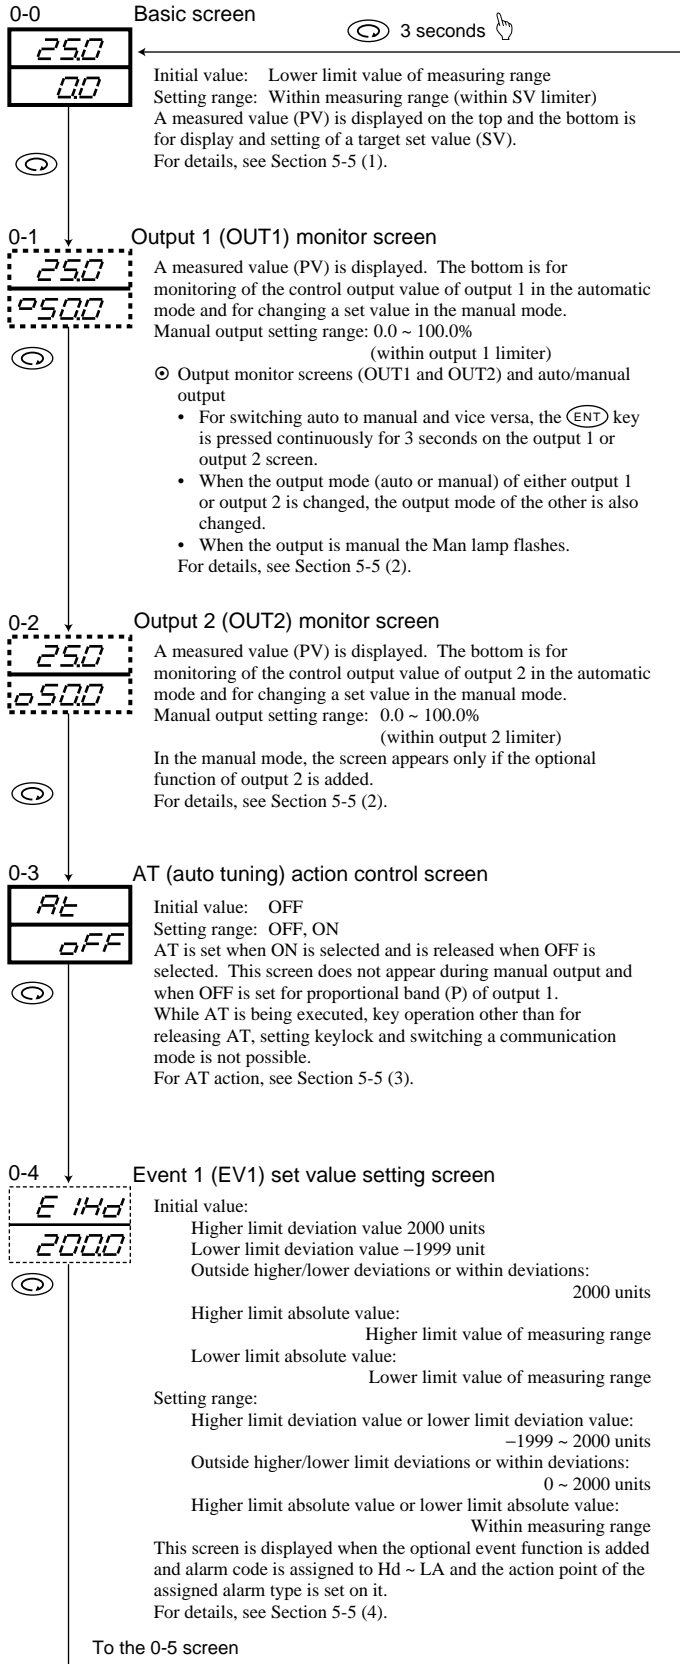 0-0 Basic screen
3 seconds
25.0
0.0
Initial value: Lower limit value of measuring range
Setting range: Within measuring range (within SV limiter)
A measured value (PV) is displayed on the top and the bottom is
for display and setting of a target set value (SV).
For details, see Section 5-5 (1).
0-1 Output 1 (OUT1) monitor screen
25.0
o50.0
A measured value (PV) is displayed. The bottom is for
monitoring of the control output value of output 1 in the automatic
mode and for changing a set value in the manual mode.
Manual output setting range: 0.0 ~ 100.0%
(within output 1 limiter)
Output monitor screens (OUT1 and OUT2) and auto/manual
output
• For switching auto to manual and vice versa, the ENT key
is pressed continuously for 3 seconds on the output 1 or
output 2 screen.
• When the output mode (auto or manual) of either output 1
or output 2 is changed, the output mode of the other is also
changed.
• When the output is manual the Man lamp flashes.
For details, see Section 5-5 (2).
0-2 Output 2 (OUT2) monitor screen
25.0
o50.0
A measured value (PV) is displayed. The bottom is for
monitoring of the control output value of output 2 in the automatic
mode and for changing a set value in the manual mode.
Manual output setting range: 0.0 ~ 100.0%
(within output 2 limiter)
In the manual mode, the screen appears only if the optional
function of output 2 is added.
For details, see Section 5-5 (2).
0-3 AT (auto tuning) action control screen
At
oFF
Initial value: OFF
Setting range: OFF, ON
AT is set when ON is selected and is released when OFF is
selected. This screen does not appear during manual output and
when OFF is set for proportional band (P) of output 1.
While AT is being executed, key operation other than for
releasing AT, setting keylock and switching a communication
mode is not possible.
For AT action, see Section 5-5 (3).
0-4 Event 1 (EV1) set value setting screen
E1Hd
200.0
Initial value:
Higher limit deviation value 2000 units
Lower limit deviation value −1999 unit
Outside higher/lower deviations or within deviations:
2000 units
Higher limit absolute value:
Higher limit value of measuring range
Lower limit absolute value:
Lower limit value of measuring range
Setting range:
Higher limit deviation value or lower limit deviation value:
−1999 ~ 2000 units
Outside higher/lower limit deviations or within deviations:
0 ~ 2000 units
Higher limit absolute value or lower limit absolute value:
Within measuring range
This screen is displayed when the optional event function is added
and alarm code is assigned to Hd ~ LA and the action point of the
assigned alarm type is set on it.
For details, see Section 5-5 (4).
To the 0-5 screen